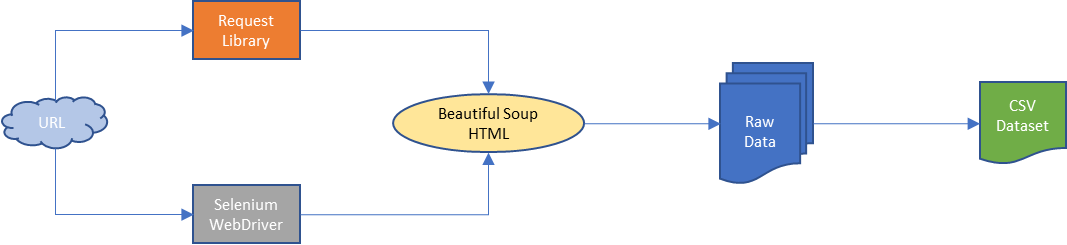 URL
Request
Library
Selenium
WebDriver
Beautiful Soup
HTML
Raw
Data
CSV
Dataset